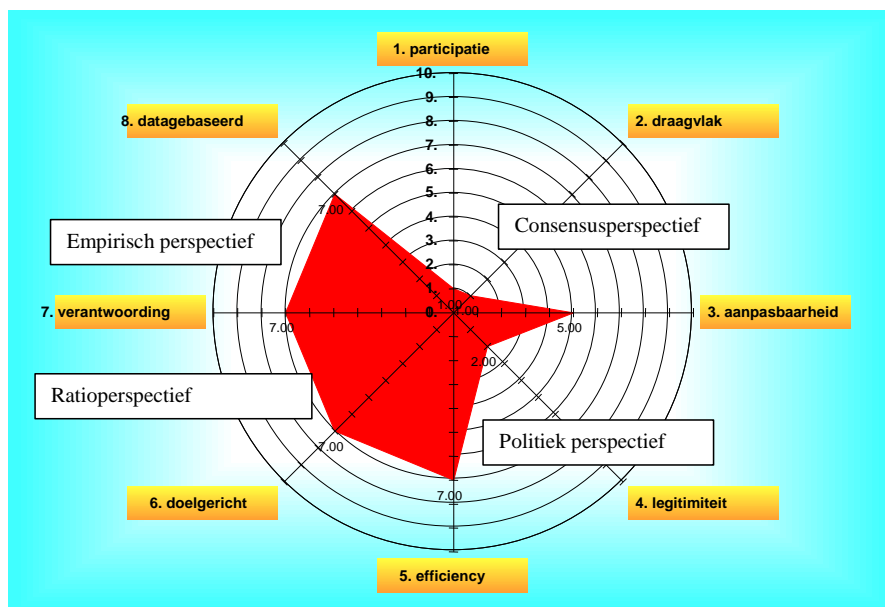 1. participatie
10.
8. datagebaseerd
2. draagvlak
9.
8.
7.
6.
5.
4.
3.
2.
1.
0.
7.00
Consensusperspectief
Empirisch perspectief
1.00
1.00
7. verantwoording
3. aanpasbaarheid
7.00
5.00
2.00
Ratioperspectief
7.00
Politiek perspectief
7.00
6. doelgericht
4. legitimiteit
5. efficiency